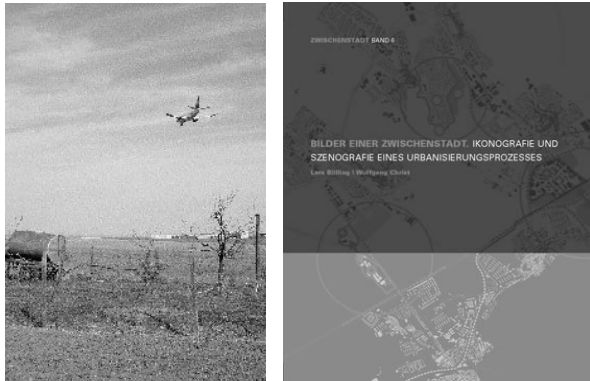 ZWISCHENSTADT BAND 6
BILDER EINER ZWISCHENSTADT. IKONOGRAFIE UND
SZENOGRAFIE EINES URBANISIERUNGSPROZESSES
Lars Bölling I Wolfgang Christ